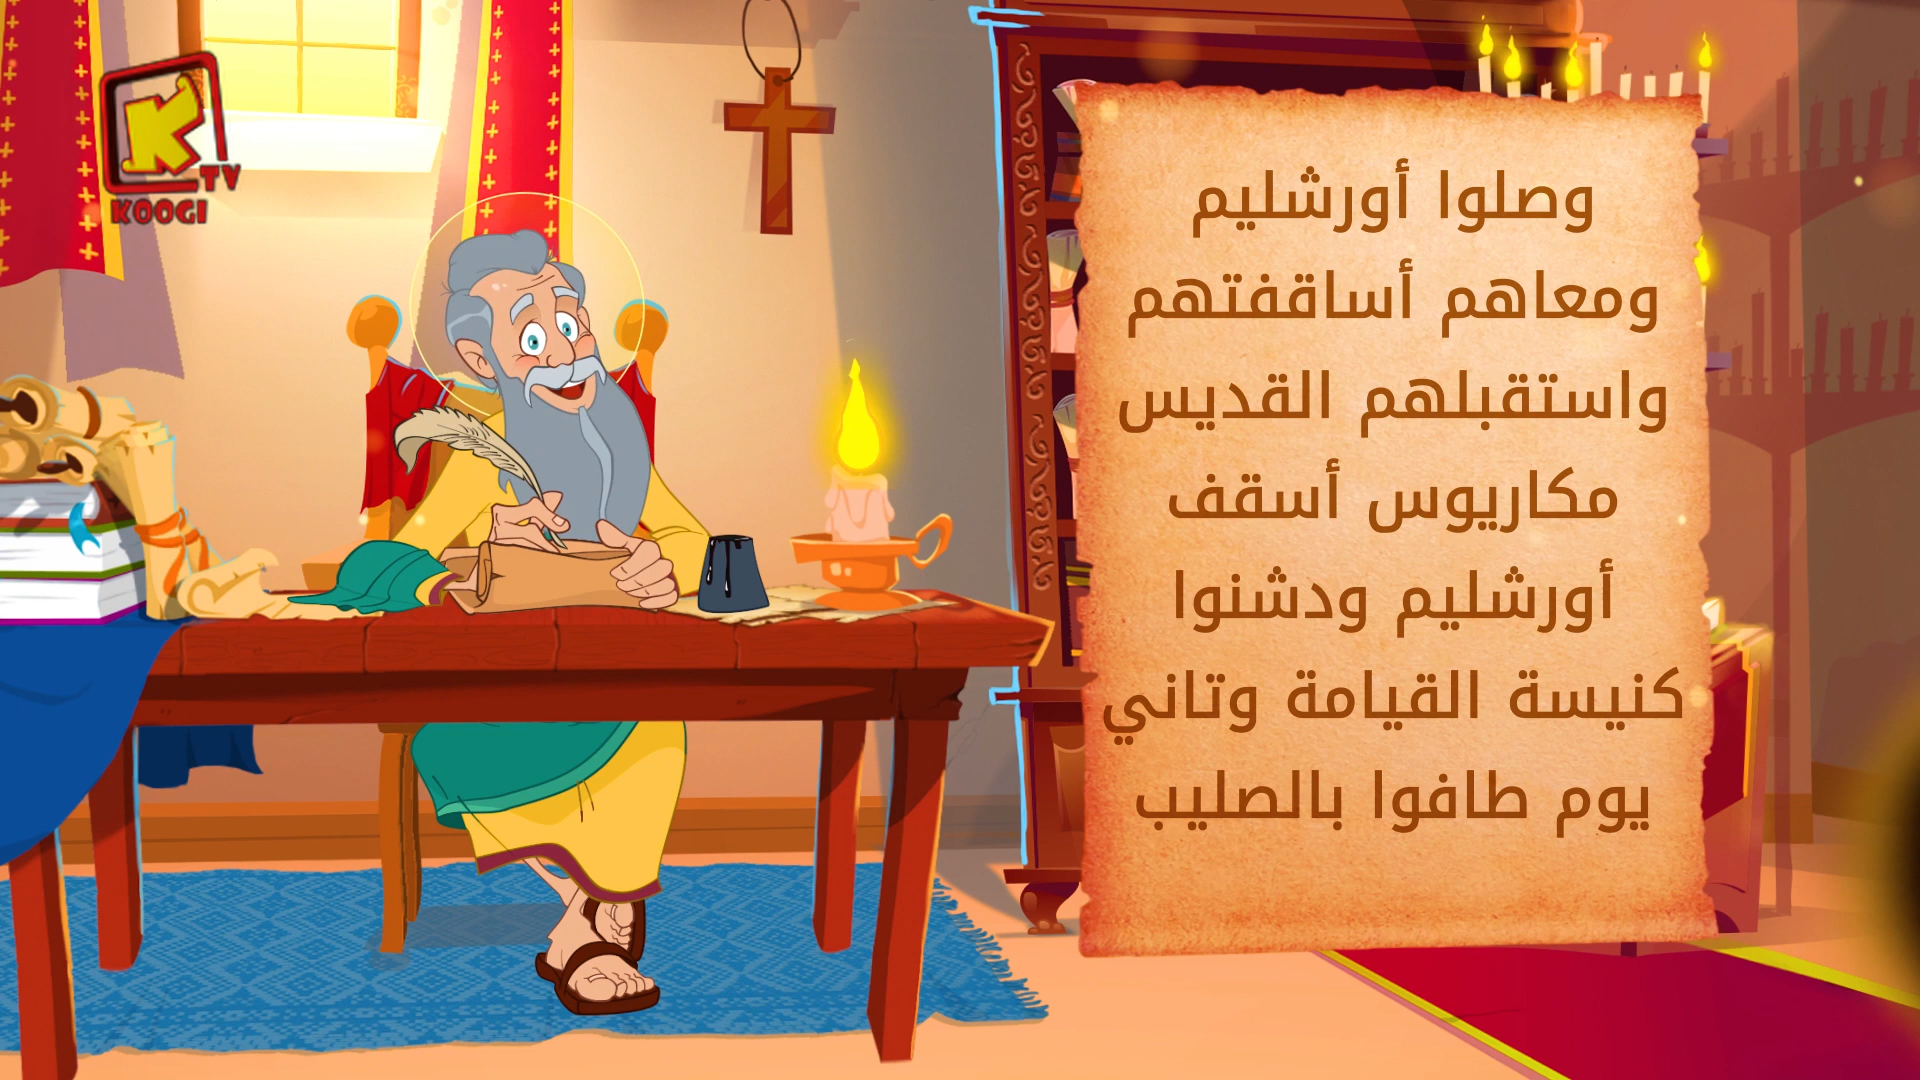 TV
KOOGI
وصلوا أورشليم
ومعاهم أساقفتهم
واستقبلهم القديس
مكاريوس أسقف
أورشليم ودشنوا
كنيسة القيامة وتاني
يوم طافوا بالصليب